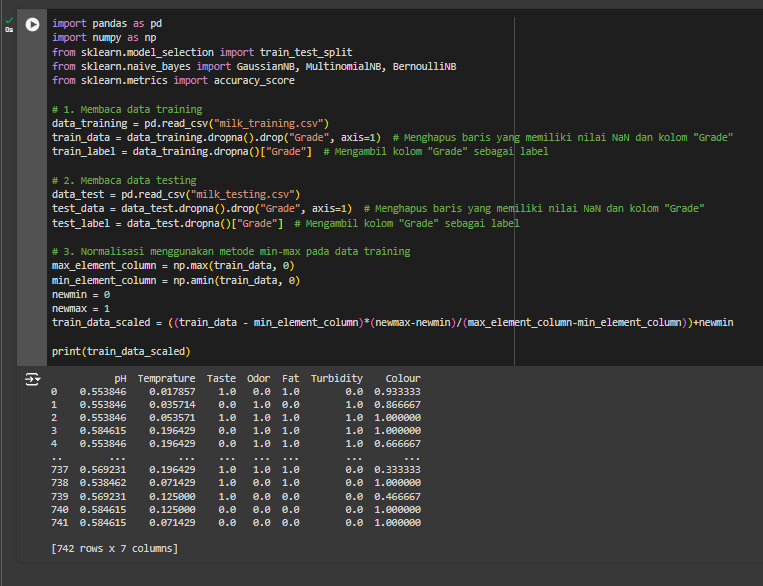 0s
import pandas as pd
import numpy as np
from sklearn.model_selection import train_test_split
from sklearn.naive_bayes import GaussianNB, MultinomialNB, BernoulliNB
from sklearn.metrics import accuracy_score

# 1. Membaca data training
data_training = pd.read_csv("milk_training.csv")
train_data = data_training.dropna().drop("Grade", axis=1)  # Menghapus baris yang memiliki nilai NaN dan kolom "Grade"
train_label = data_training.dropna()["Grade"]  # Mengambil kolom "Grade" sebagai label

# 2. Membaca data testing
data_test = pd.read_csv("milk_testing.csv")
test_data = data_test.dropna().drop("Grade", axis=1)  # Menghapus baris yang memiliki nilai NaN dan kolom "Grade"
test_label = data_test.dropna()["Grade"]  # Mengambil kolom "Grade" sebagai label

# 3. Normalisasi menggunakan metode min-max pada data training
max_element_column = np.max(train_data, 0)
min_element_column = np.amin(train_data, 0)
newmin = 0
newmax = 1
train_data_scaled = ((train_data - min_element_column)*(newmax-newmin)/(max_element_column-min_element_column))+newmin

print(train_data_scaled)

pH Temprature Taste Odor Fat Turbidity Colour
0 0.553846 0.017857 1.0 0.0 1.0 0.0 0.933333
1 0.553846 0.035714 0.0 1.0 0.0 1.0 0.866667
2 0.553846 0.053571 1.0 1.0 1.0 1.0 1.000000
3 0.584615 0.196429 0.0 1.0 1.0 1.0 1.000000
4 0.553846 0.196429 0.0 1.0 1.0 1.0 0.666667
.. ... ... ... ... ... ... ...
737 0.569231 0.196429 1.0 1.0 1.0 0.0 0.333333
738 0.538462 0.071429 1.0 0.0 0.0 0.0 1.000000
739 0.569231 0.125000 1.0 0.0 0.0 0.0 0.466667
740 0.584615 0.125000 0.0 0.0 0.0 0.0 1.000000
741 0.584615 0.071429 0.0 0.0 0.0 0.0 1.000000

[742 rows x 7 columns]